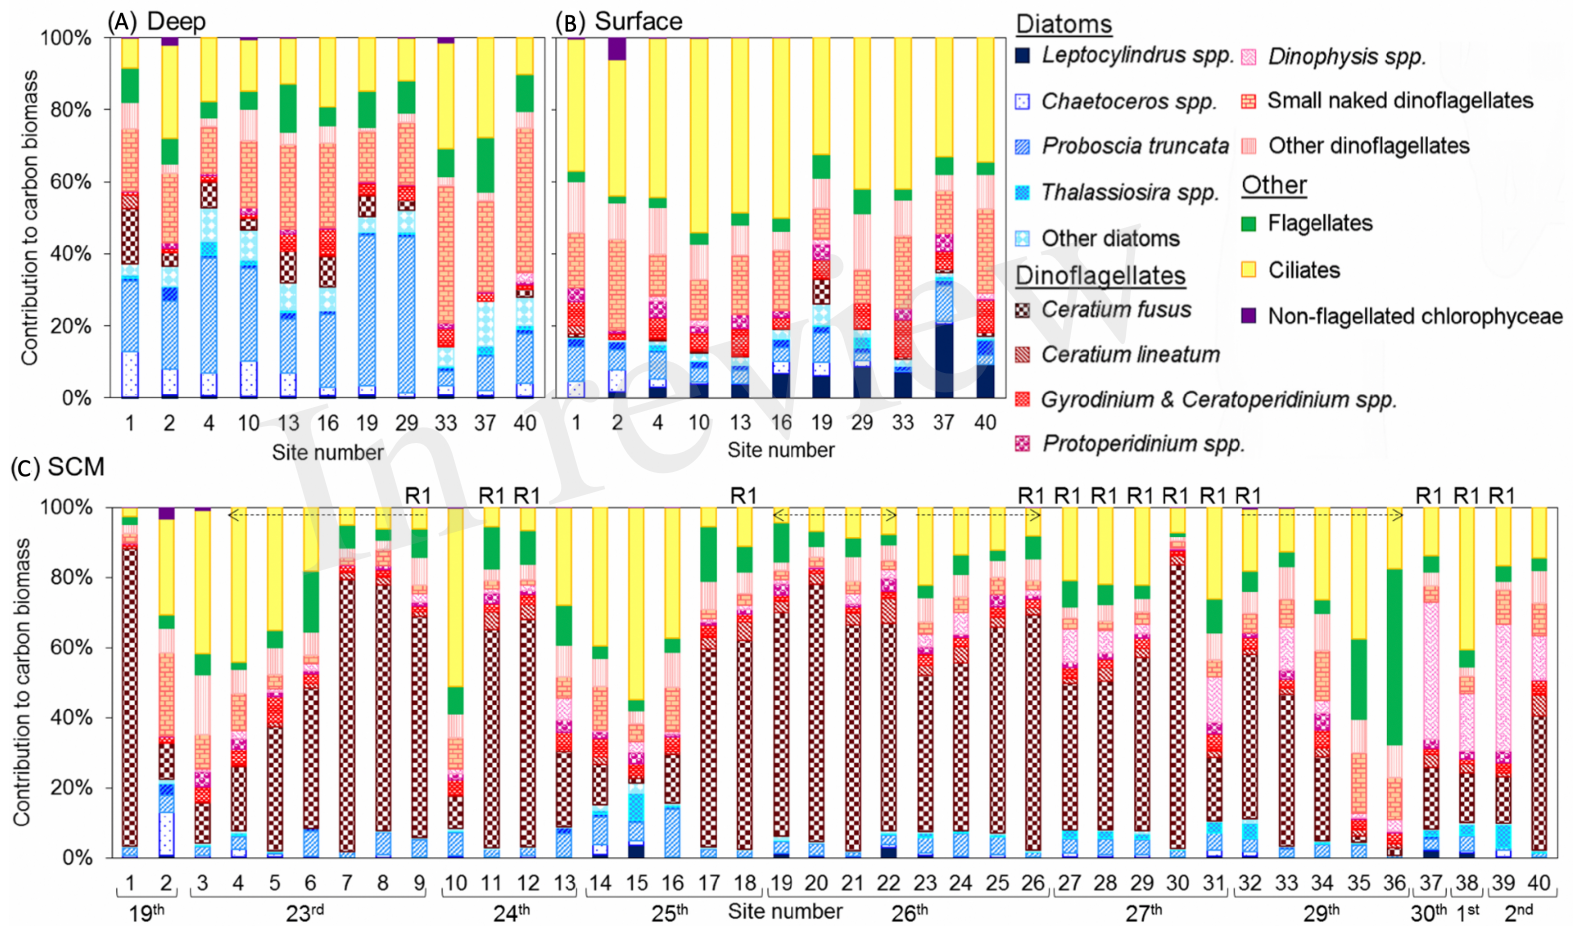 (A) Deep
(B) Surface
Contribution to carbon biomass
100%
80%
60%
40%
20%
0%
1 2 4 10 13 16 19 29 33 37 40
Site number
1 2 4 10 13 16 19 29 33 37 40
Site number
Diatoms
Leptocylindrus spp.
Chaetoceros spp.
Proboscia truncata
Thalassiosira spp.
Other diatoms
Dinoflagellates
Ceratium fusus
Ceratium lineatum
Gyrodinium & Ceratoperidinium spp.
Protoperidinium spp.
Dinophysis spp.
Small naked dinoflagellates
Other dinoflagellates
Other
Flagellates
Ciliates
Non-flagellated chlorophyceae
In review
(C) SCM
R1 R1 R1 R1 R1 R1 R1 R1 R1 R1 R1 R1 R1 R1
Contribution to carbon biomass
100%
80%
60%
40%
20%
0%
1 2 3 4 5 6 7 8 9 10 11 12 13 14 15 16 17 18 19 20 21 22 23 24 25 26 27 28 29 30 31 32 33 34 35 36 37 38 39 40
19th 23rd 24th 25th Site number 26th 27th 29th 30th 1st 2nd